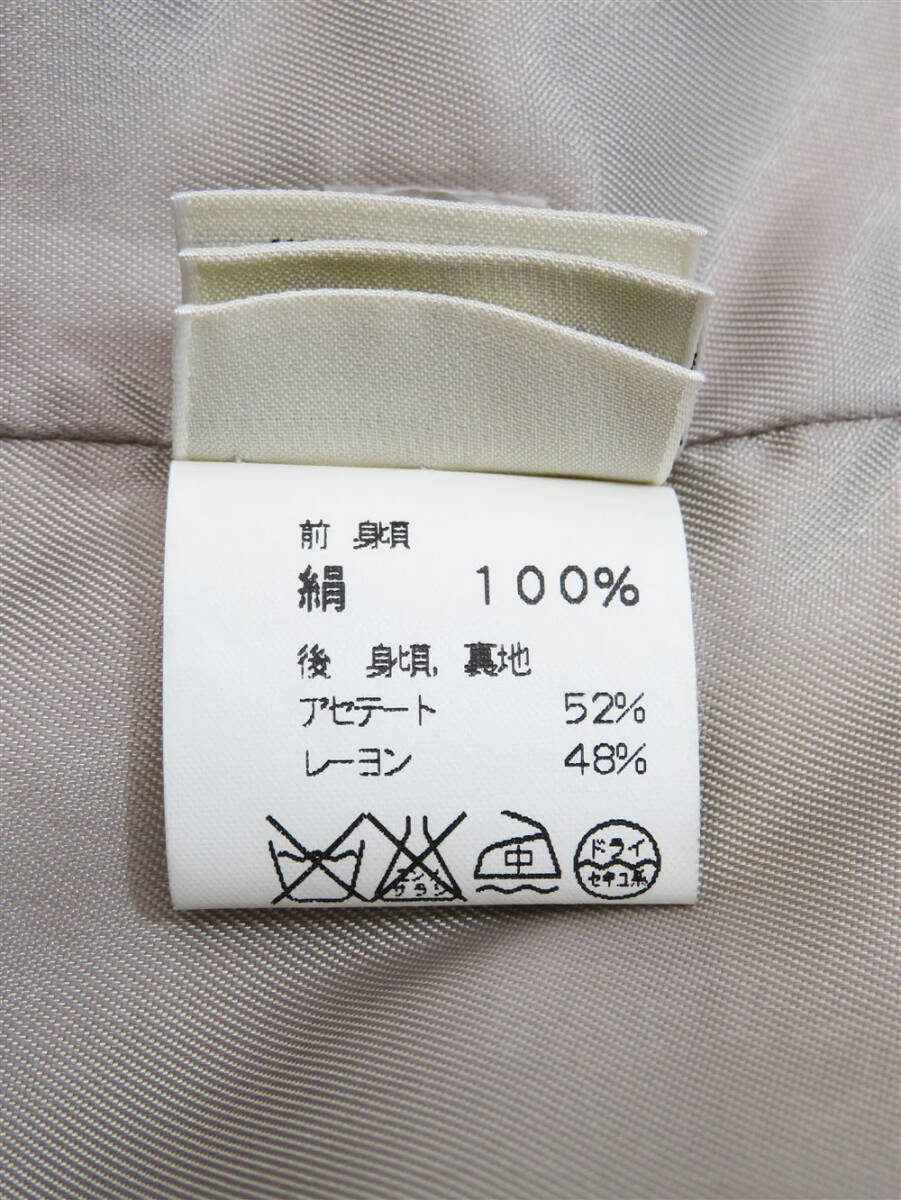 前 身頃
絹 100%
後 身頃, 裏地
アセテート 52%
レーヨン 48%
エンソ サラシ
中
ドライ
セキユ系